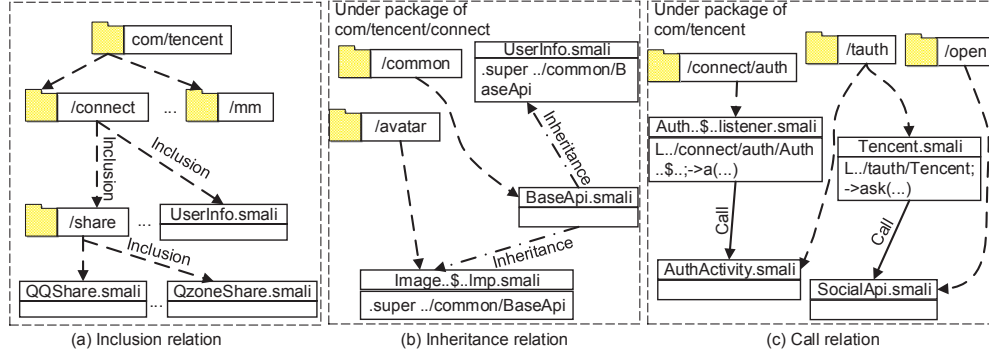 com/tencent
/connect
...
/mm
Inclusion
Inclusion
/share
...
UserInfo.smali
Inclusion
QQShare.smali
...
QzoneShare.smali
(a) Inclusion relation
Under package of
com/tencent/connect
/common
UserInfo.smali
.super ../common/B
aseApi
/avatar
Inheritance
BaseApi.smali
Inheritance
Image..$..Imp.smali
.super ../common/BaseApi
(b) Inheritance relation
Under package of
com/tencent
/tauth
/open
/connect/auth
Auth..$..listener.smali
L../connect/auth/Auth
..$..;->a(...)
Tencent.smali
L../tauth/Tencent;
->ask(...)
Call
Call
AuthActivity.smali
SocialApi.smali
(c) Call relation